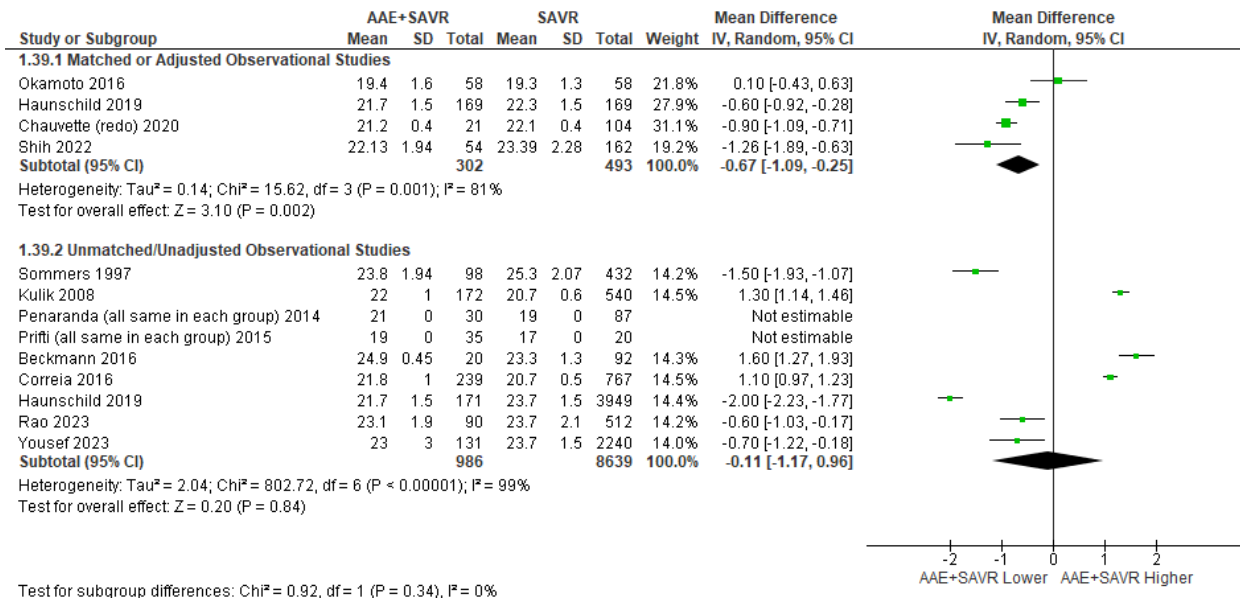 AAE+SAVR SAVR Mean Difference Mean Difference
Study or Subgroup Mean SD Total Mean SD Total Weight IV, Random, 95% CI IV, Random, 95% CI
1.39.1 Matched or Adjusted Observational Studies
Okamoto 2016 19.4 1.6 58 19.3 1.3 58 21.8% 0.10 [-0.43, 0.63]
Haunschild 2019 21.7 1.5 169 22.3 1.5 169 27.9% -0.60 [-0.92, -0.28]
Chauvette (redo) 2020 21.2 0.4 21 22.1 0.4 104 31.1% -0.90 [-1.09, -0.71]
Shih 2022 22.13 1.94 54 23.39 2.28 162 19.2% -1.26 [-1.89, -0.63]
Subtotal (95% CI) 302 493 100.0% -0.67 [-1.09, -0.25]
Heterogeneity: Tau² = 0.14; Chi² = 15.62, df = 3 (P = 0.001); I² = 81%
Test for overall effect: Z = 3.10 (P = 0.002)
1.39.2 Unmatched/Unadjusted Observational Studies
Sommers 1997 23.8 1.94 98 25.3 2.07 432 14.2% -1.50 [-1.93, -1.07]
Kulik 2008 22 1 172 20.7 0.6 540 14.5% 1.30 [1.14, 1.46]
Penaranda (all same in each group) 2014 21 0 30 19 0 87 Not estimable
Prifti (all same in each group) 2015 19 0 35 17 0 20 Not estimable
Beckmann 2016 24.9 0.45 20 23.3 1.3 92 14.3% 1.60 [1.27, 1.93]
Correia 2016 21.8 1 239 20.7 0.5 767 14.5% 1.10 [0.97, 1.23]
Haunschild 2019 21.7 1.5 171 23.7 1.5 3949 14.4% -2.00 [-2.23, -1.77]
Rao 2023 23.1 1.9 90 23.7 2.1 512 14.2% -0.60 [-1.03, -0.17]
Yousef 2023 23 3 131 23.7 1.5 2240 14.0% -0.70 [-1.22, -0.18]
Subtotal (95% CI) 986 8639 100.0% -0.11 [-1.17, 0.96]
Heterogeneity: Tau² = 2.04; Chi² = 802.72, df = 6 (P < 0.00001); I² = 99%
Test for overall effect: Z = 0.20 (P = 0.84)
-2 -1 0 1 2
AAE+SAVR Lower AAE+SAVR Higher
Test for subgroup differences: Chi² = 0.92, df = 1 (P = 0.34), I² = 0%